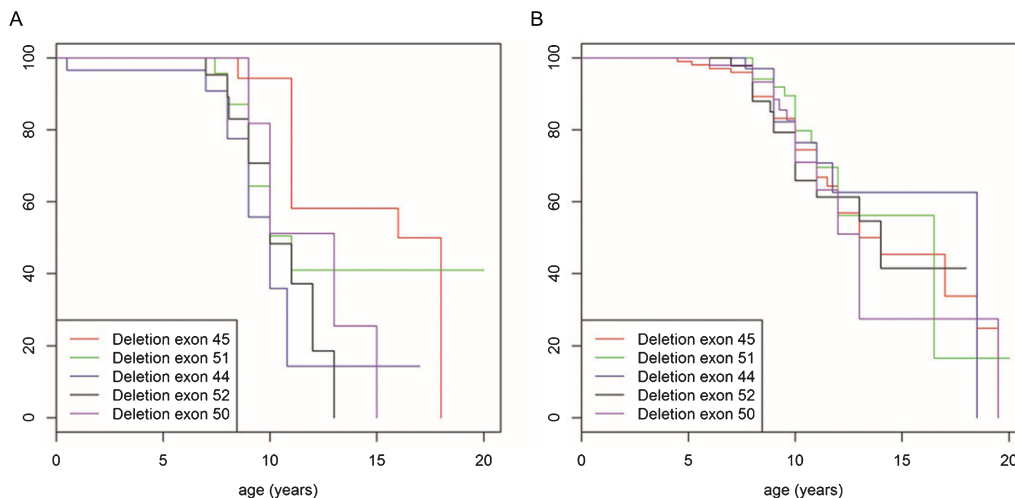 A
B
100
80
60
40
20
0
Deletion exon 45
Deletion exon 51
Deletion exon 44
Deletion exon 52
Deletion exon 50
0 5 10 15 20
age (years)
100
80
60
40
20
0
Deletion exon 45
Deletion exon 51
Deletion exon 44
Deletion exon 52
Deletion exon 50
0 5 10 15 20
age (years)